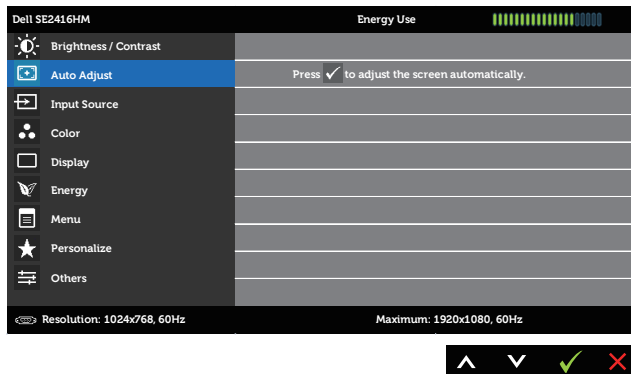 Dell SE2416HM Energy Use
Brightness / Contrast
Auto Adjust Press ✓ to adjust the screen automatically.
Input Source
Color
Display
Energy
Menu
Personalize
Others
Resolution: 1024x768, 60Hz Maximum: 1920x1080, 60Hz